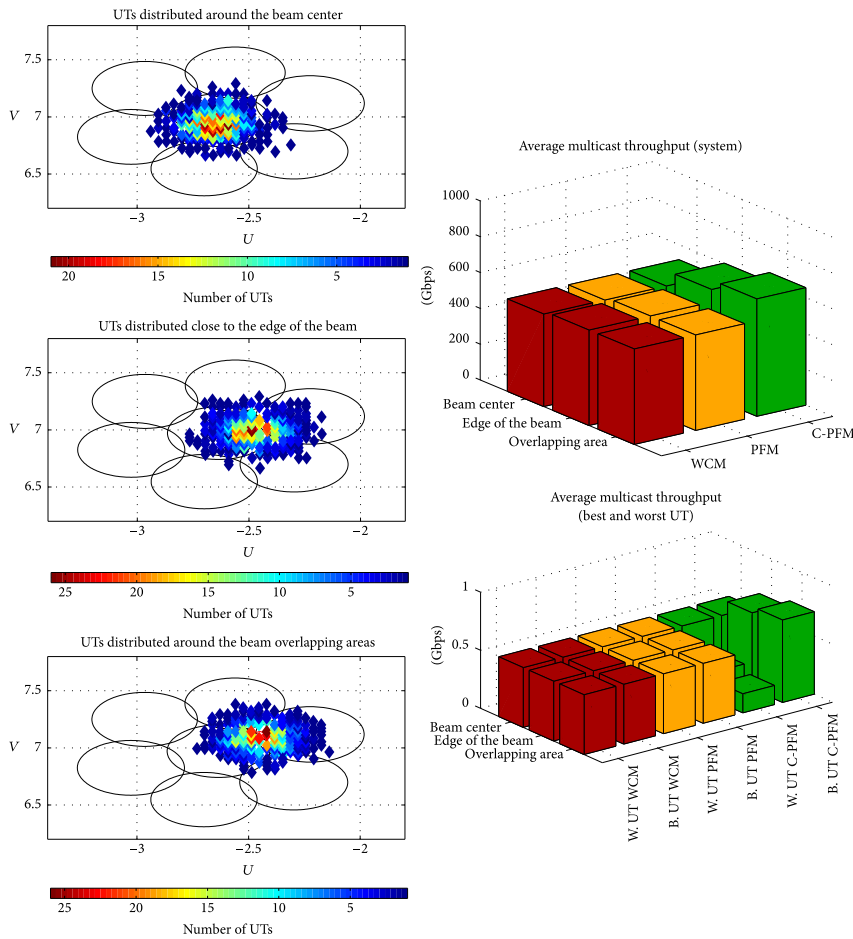 UTs distributed around the beam center
7.5
V 7
6.5
−3 −2.5 −2
U
20 15 10 5
Number of UTs
UTs distributed close to the edge of the beam
7.5
V 7
6.5
−3 −2.5 −2
U
25 20 15 10 5
Number of UTs
UTs distributed around the beam overlapping areas
7.5
V 7
6.5
−3 −2.5 −2
U
25 20 15 10 5
Number of UTs
Average multicast throughput (system)
1000
800
600
400
200
0
(Gbps)
Beam center
Edge of the beam
Overlapping area
WCM
PFM
C-PFM
Average multicast throughput
(best and worst UT)
1
0.5
0
(Gbps)
Beam center
Edge of the beam
Overlapping area
W. UT WCM
B. UT WCM
W. UT PFM
B. UT PFM
W. UT C-PFM
B. UT C-PFM